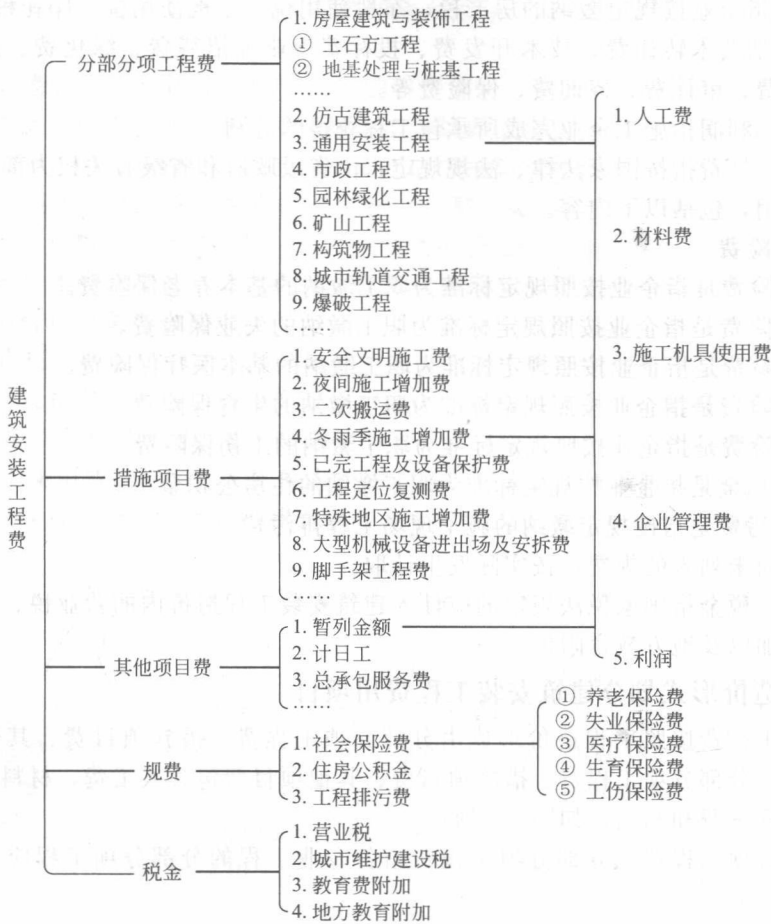 建筑安装工程费
分部分项工程费
1. 房屋建筑与装饰工程
① 土石方工程
② 地基处理与桩基工程
……
2. 仿古建筑工程
3. 通用安装工程
4. 市政工程
5. 园林绿化工程
6. 矿山工程
7. 构筑物工程
8. 城市轨道交通工程
9. 爆破工程
措施项目费
1. 安全文明施工费
2. 夜间施工增加费
3. 二次搬运费
4. 冬雨季施工增加费
5. 已完工程及设备保护费
6. 工程定位复测费
7. 特殊地区施工增加费
8. 大型机械设备进出场及安拆费
9. 脚手架工程费
……
其他项目费
1. 暂列金额
2. 计日工
3. 总承包服务费
……
1. 人工费
2. 材料费
3. 施工机具使用费
4. 企业管理费
5. 利润
规费
1. 社会保险费
2. 住房公积金
3. 工程排污费
① 养老保险费
② 失业保险费
③ 医疗保险费
④ 生育保险费
⑤ 工伤保险费
税金
1. 营业税
2. 城市维护建设税
3. 教育费附加
4. 地方教育附加